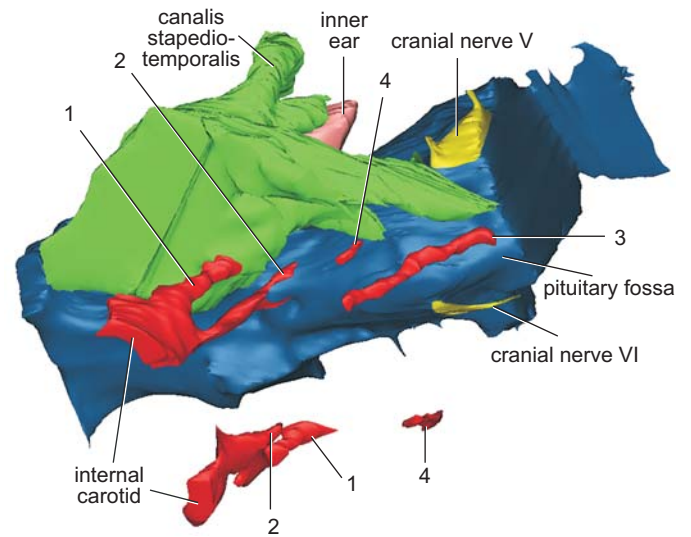 canalis
stapedio-
temporalis
inner
ear
cranial nerve V
2
4
1
3
pituitary fossa
cranial nerve VI
internal
carotid
1
4
2